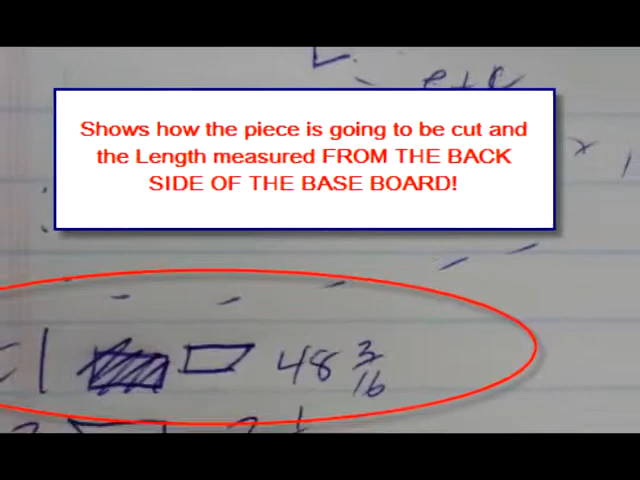 etc
Shows how the piece is going to be cut and
the Length measured FROM THE BACK
SIDE OF THE BASE BOARD!
48 3/16